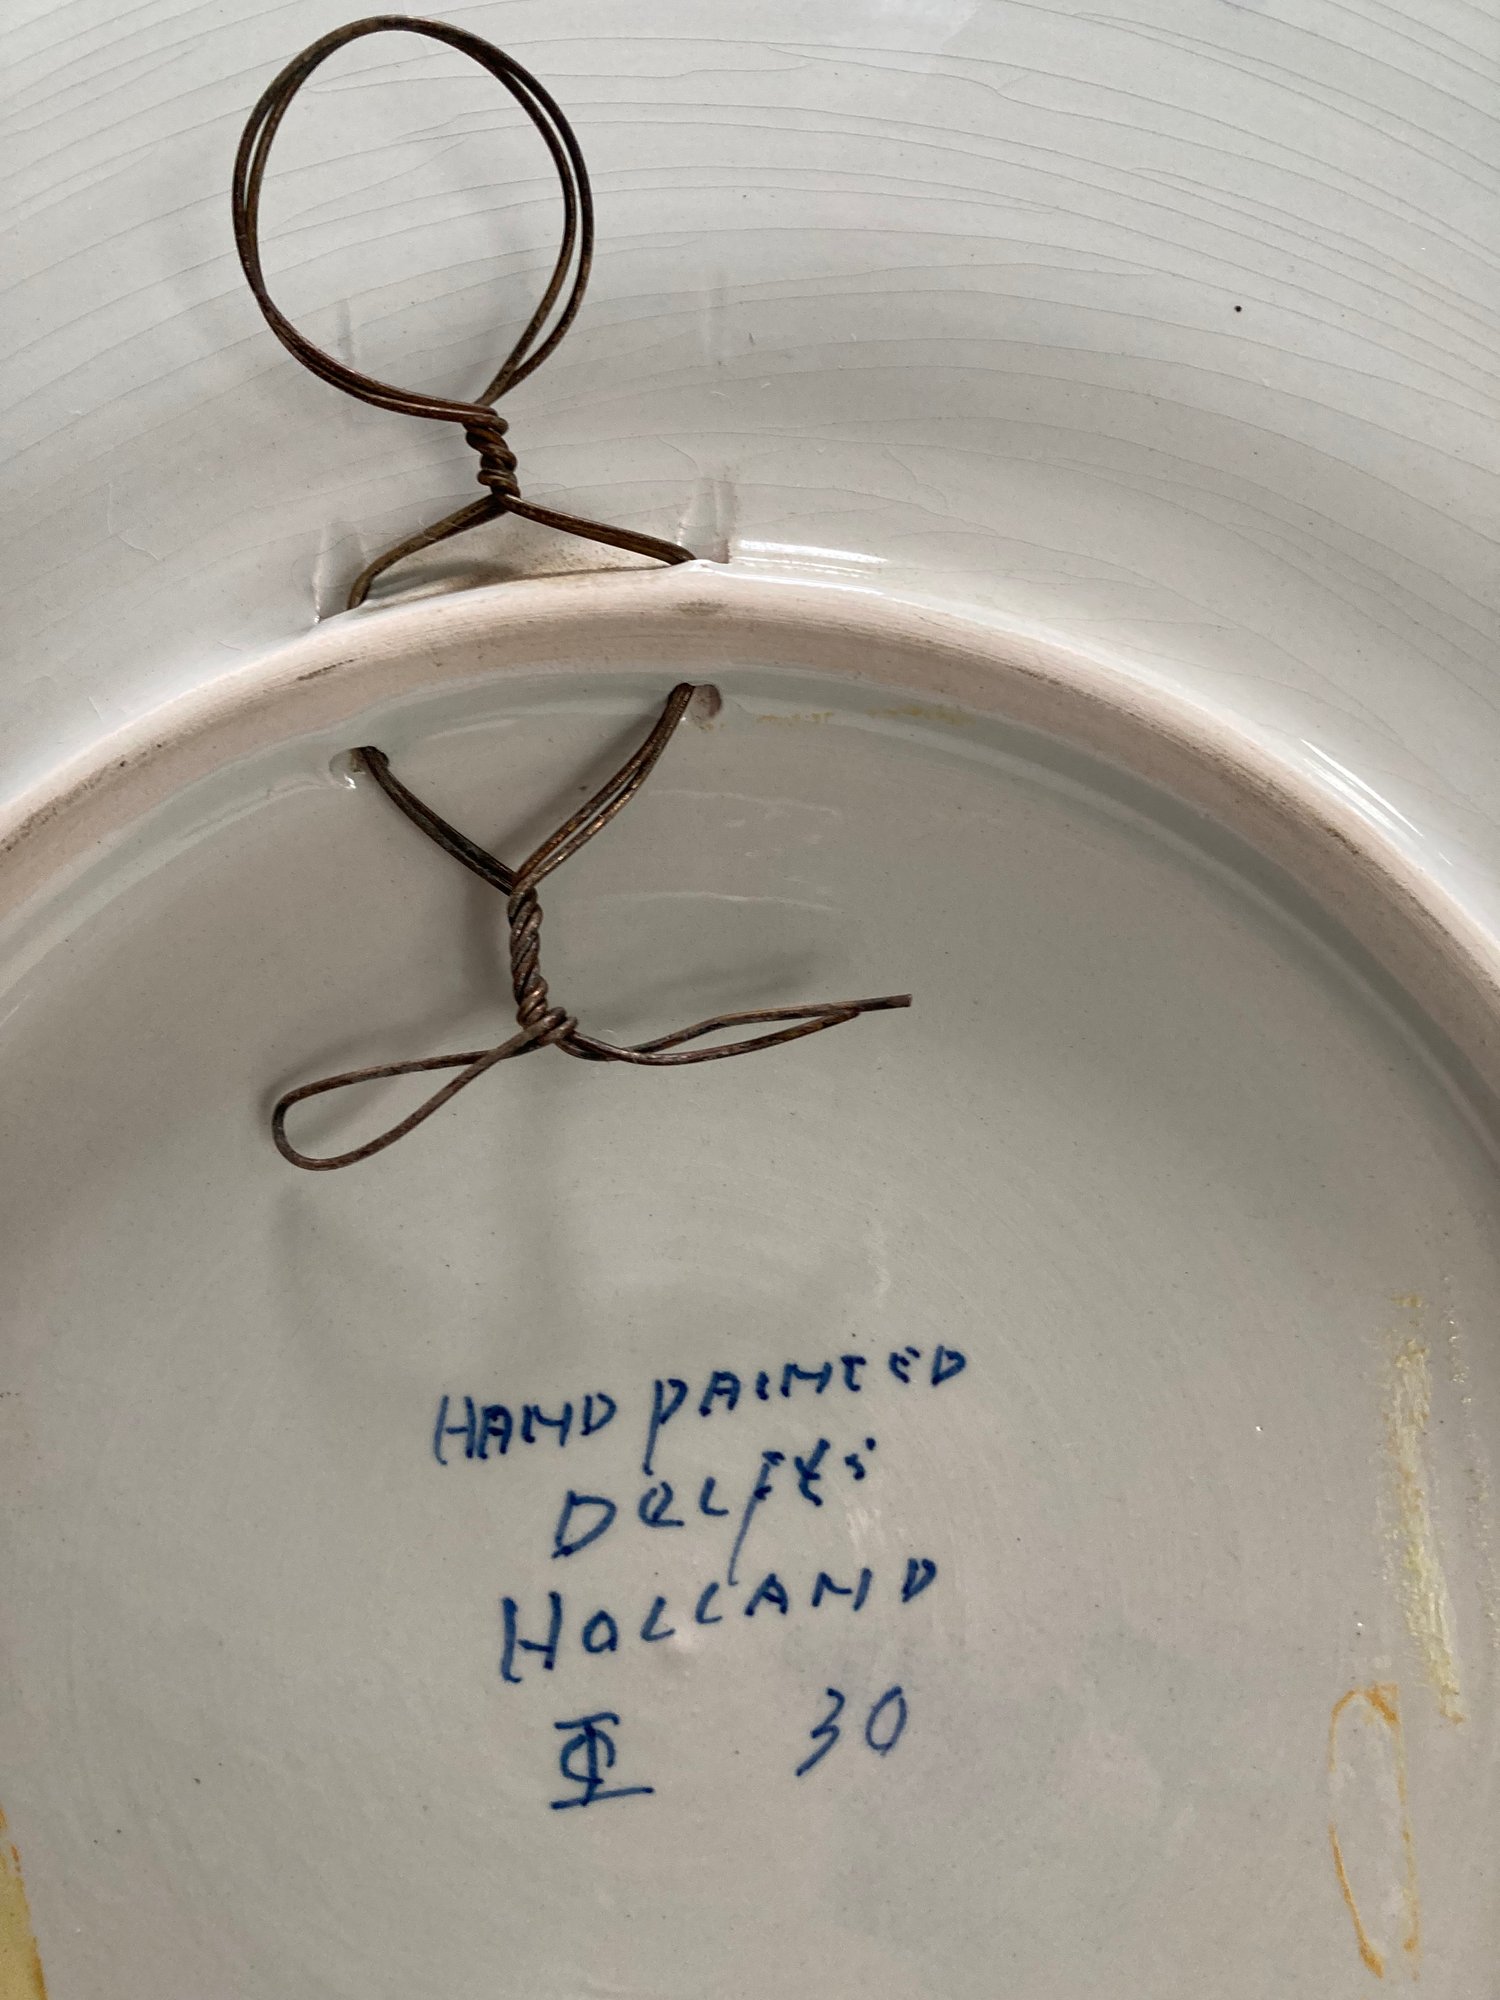 HAND PAINTED
DELFTS
HOLLAND
30